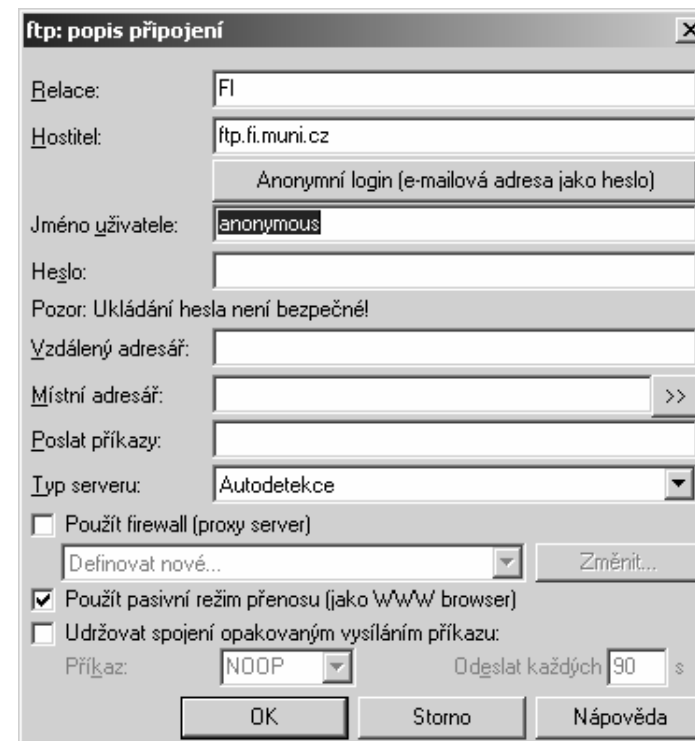 ftp: popis připojení
Relace: FI
Hostitel: ftp.fi.muni.cz
Anonymní login (e-mailová adresa jako heslo)
Jméno uživatele: anonymous
Heslo:
Pozor: Ukládání hesla není bezpečné!
Vzdálený adresář:
Místní adresář: >>
Poslat příkazy:
Typ serveru: Autodetekce
Použít firewall (proxy server)
Definovat nové... Změnit...
Použít pasivní režim přenosu (jako WWW browser)
Udržovat spojení opakovaným vysíláním příkazu:
Příkaz: NOOP Odeslat každých 90 s
OK Storno Nápověda